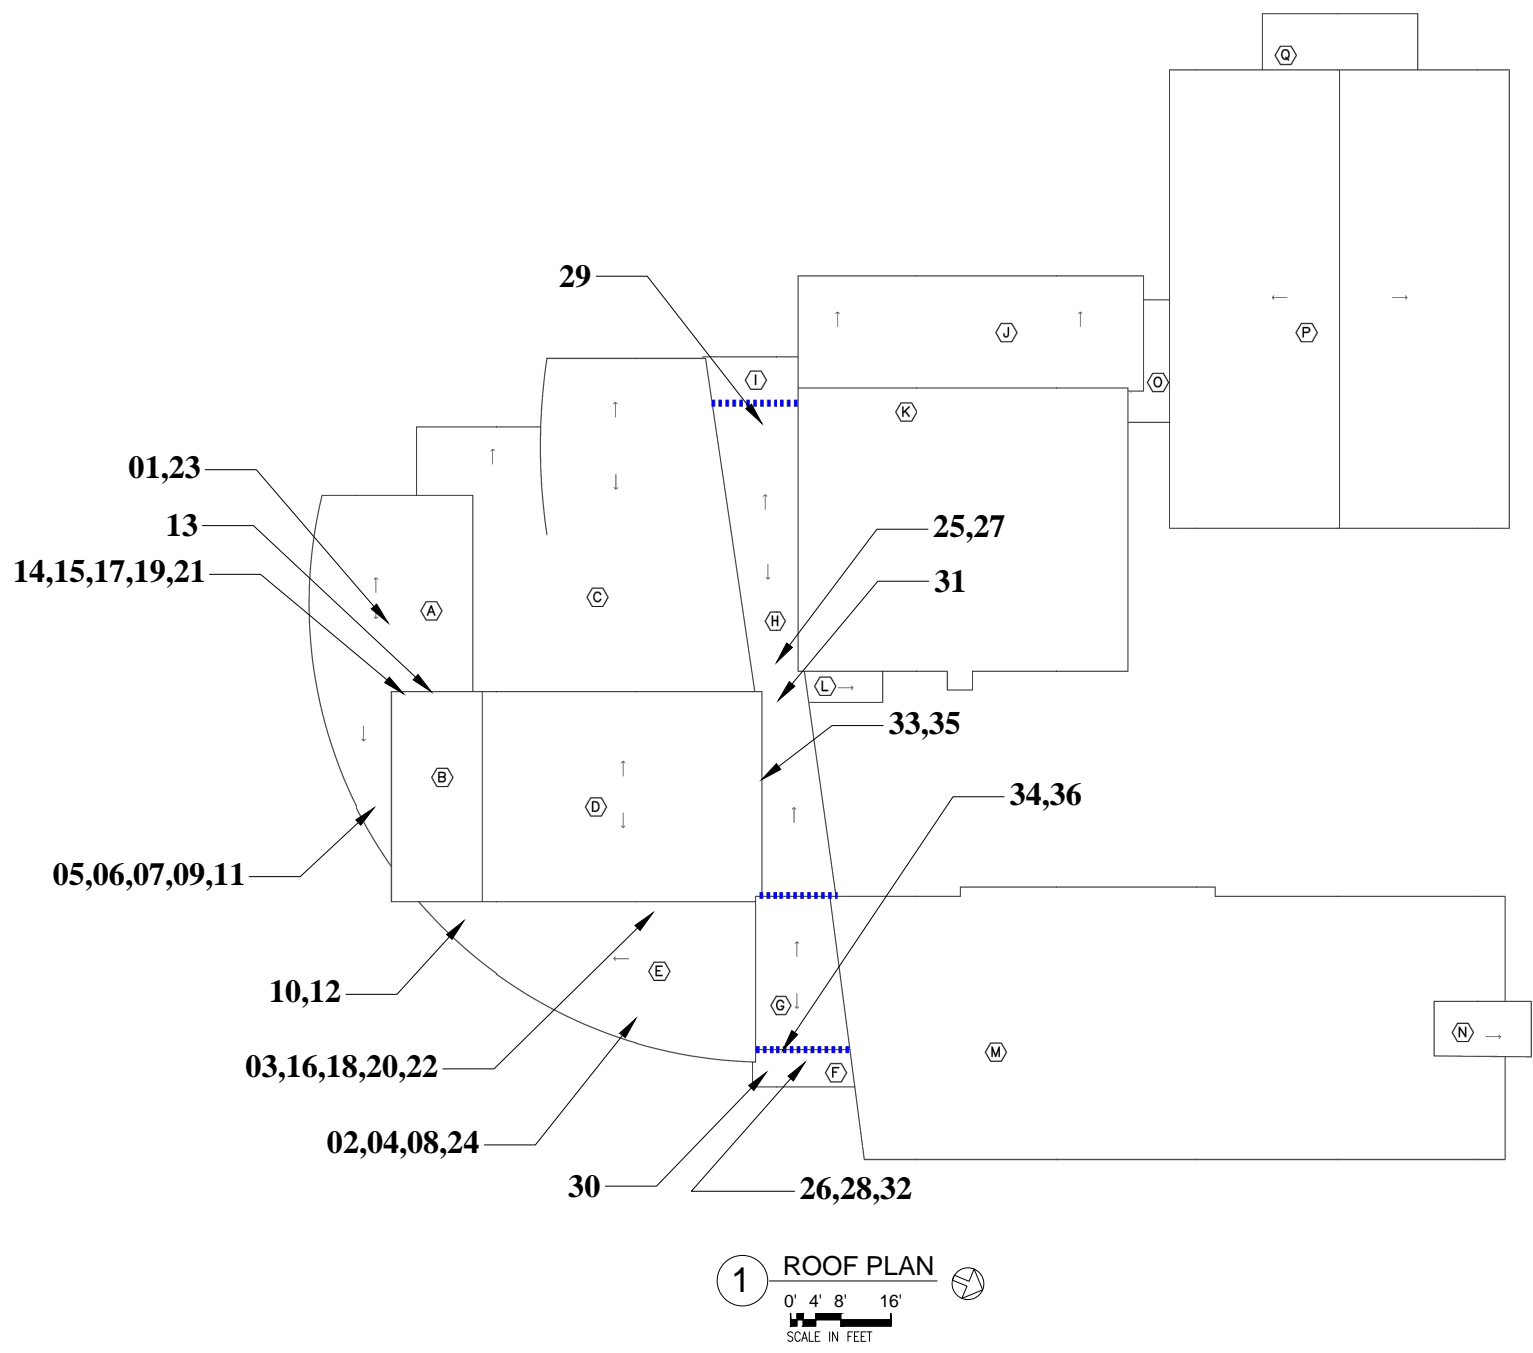 Q
29
J
P
I
O
K
01,23
13
25,27
14,15,17,19,21
31
A
C
H
L
33,35
B
D
34,36
05,06,07,09,11
10,12
E
G
N
M
03,16,18,20,22
F
02,04,08,24
30
26,28,32
1 ROOF PLAN
0' 4' 8' 16'
SCALE IN FEET